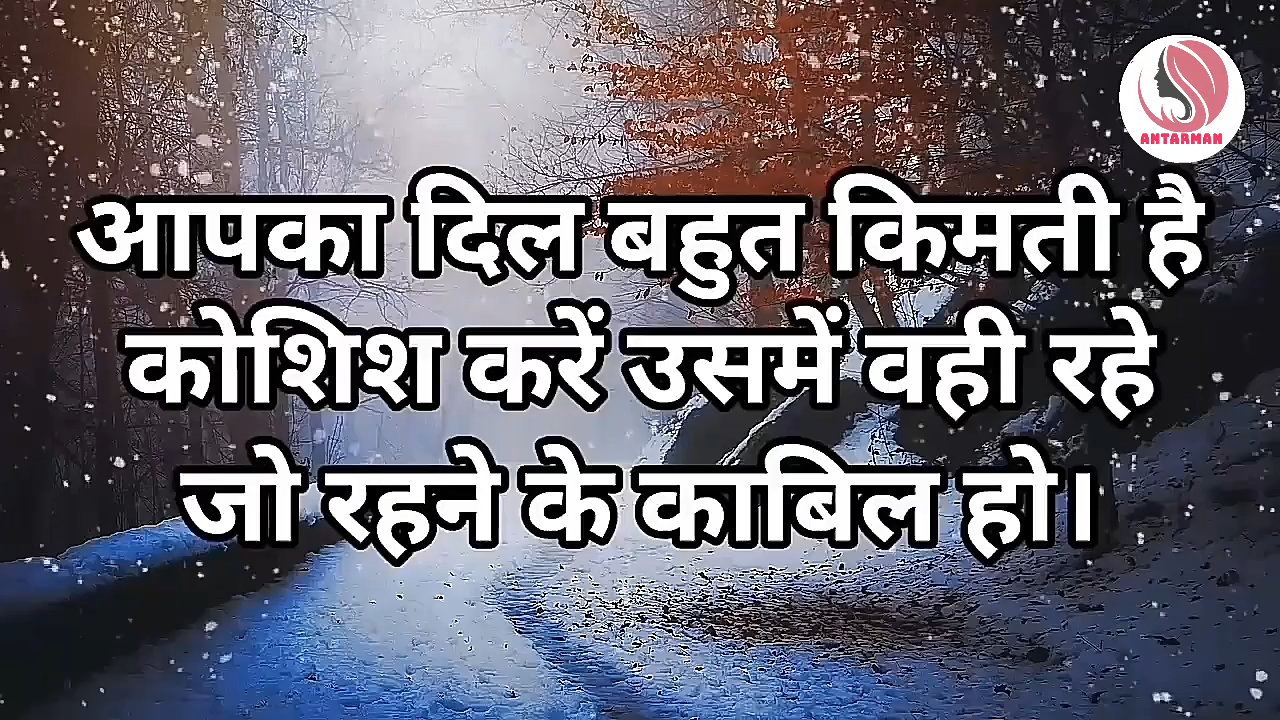 ANTARMAN
आपका दिल बहुत किमती है
कोशिश करें उसमें वही रहे
जो रहने के काबिल हो।